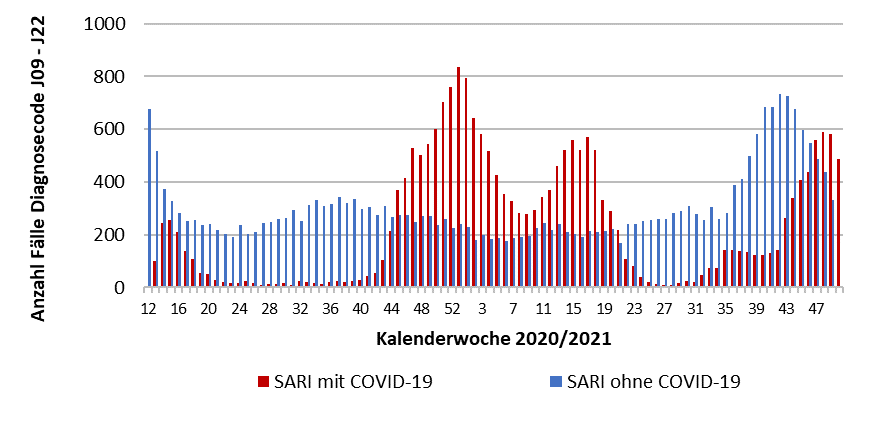 Anzahl Fälle Diagnosecode J09 - J22
1000
800
600
400
200
0
12 16 20 24 28 32 36 40 44 48 52 3 7 11 15 19 23 27 31 35 39 43 47
Kalenderwoche 2020/2021
SARI mit COVID-19 SARI ohne COVID-19